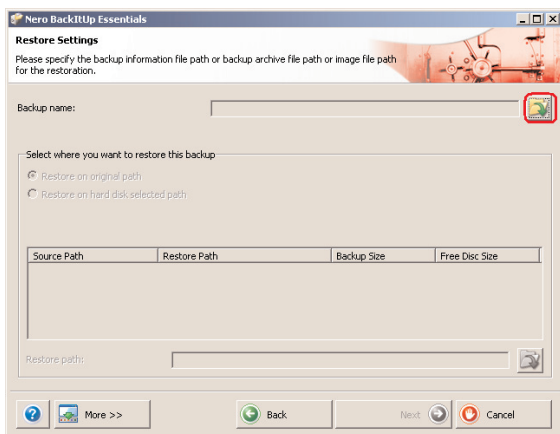 Nero BackItUp Essentials
Restore Settings
Please specify the backup information file path or backup archive file path or image file path
for the restoration.
Backup name:
Select where you want to restore this backup
Restore on original path
Restore on hard disk selected path
Source Path Restore Path Backup Size Free Disc Size
Restore path:
More >> Back Next Cancel